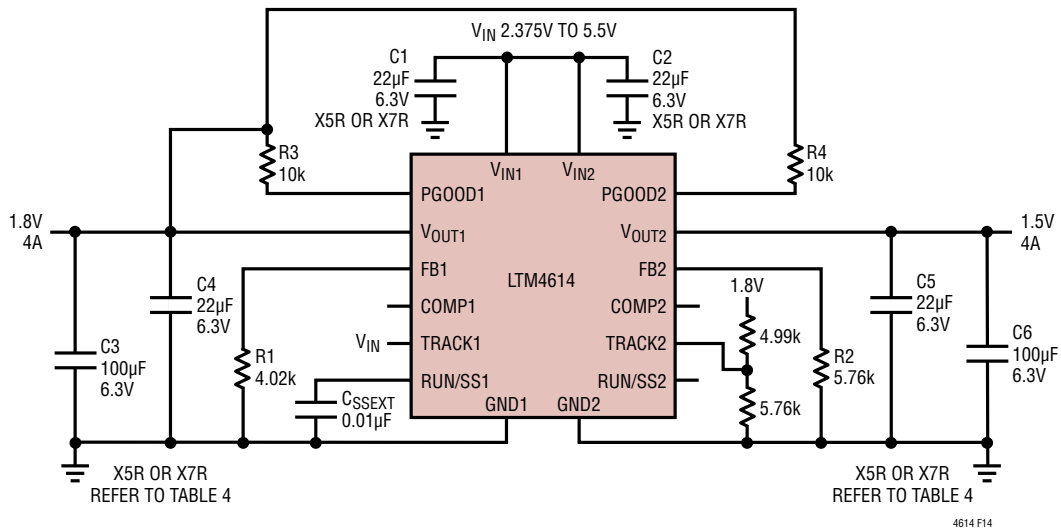 V_IN 2.375V TO 5.5V
C1
22µF
6.3V
X5R OR X7R
C2
22µF
6.3V
X5R OR X7R
R3
10k
R4
10k
V_IN1
V_IN2
PGOOD1
PGOOD2
1.8V
4A
V_OUT1
V_OUT2
1.5V
4A
FB1
FB2
LTM4614
C4
22µF
6.3V
COMP1
COMP2
1.8V
C5
22µF
6.3V
V_IN
TRACK1
TRACK2
4.99k
C3
100µF
6.3V
R1
4.02k
R2
5.76k
C6
100µF
6.3V
RUN/SS1
RUN/SS2
C_SSEXT
0.01µF
GND1
GND2
5.76k
X5R OR X7R
REFER TO TABLE 4
X5R OR X7R
REFER TO TABLE 4
4614 F14